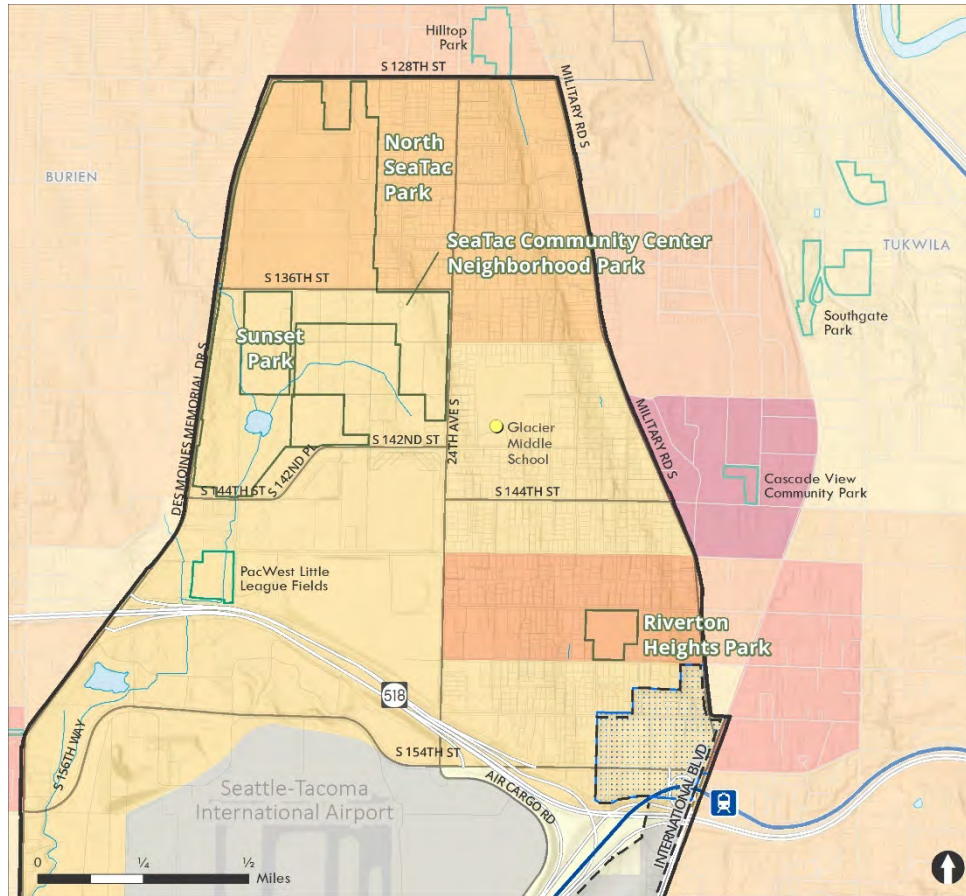 Hilltop
Park
S 128TH ST
MILITARY RD S
North
SeaTac
Park
BURIEN
SeaTac Community Center
Neighborhood Park
TUKWILA
S 136TH ST
Southgate
Park
Sunset
Park
DES MOINES MEMORIAL DR S
24TH AVE S
MILITARY RD S
Glacier
Middle
School
S 142ND ST
S 142ND PL
S 144TH ST
S 144TH ST
Cascade View
Community Park
PacWest Little
League Fields
Riverton
Heights Park
518
S 156TH WAY
S 154TH ST
AIR CARGO RD
INTERNATIONAL BLVD
Seattle-Tacoma
International Airport
0 ¼ ½
Miles